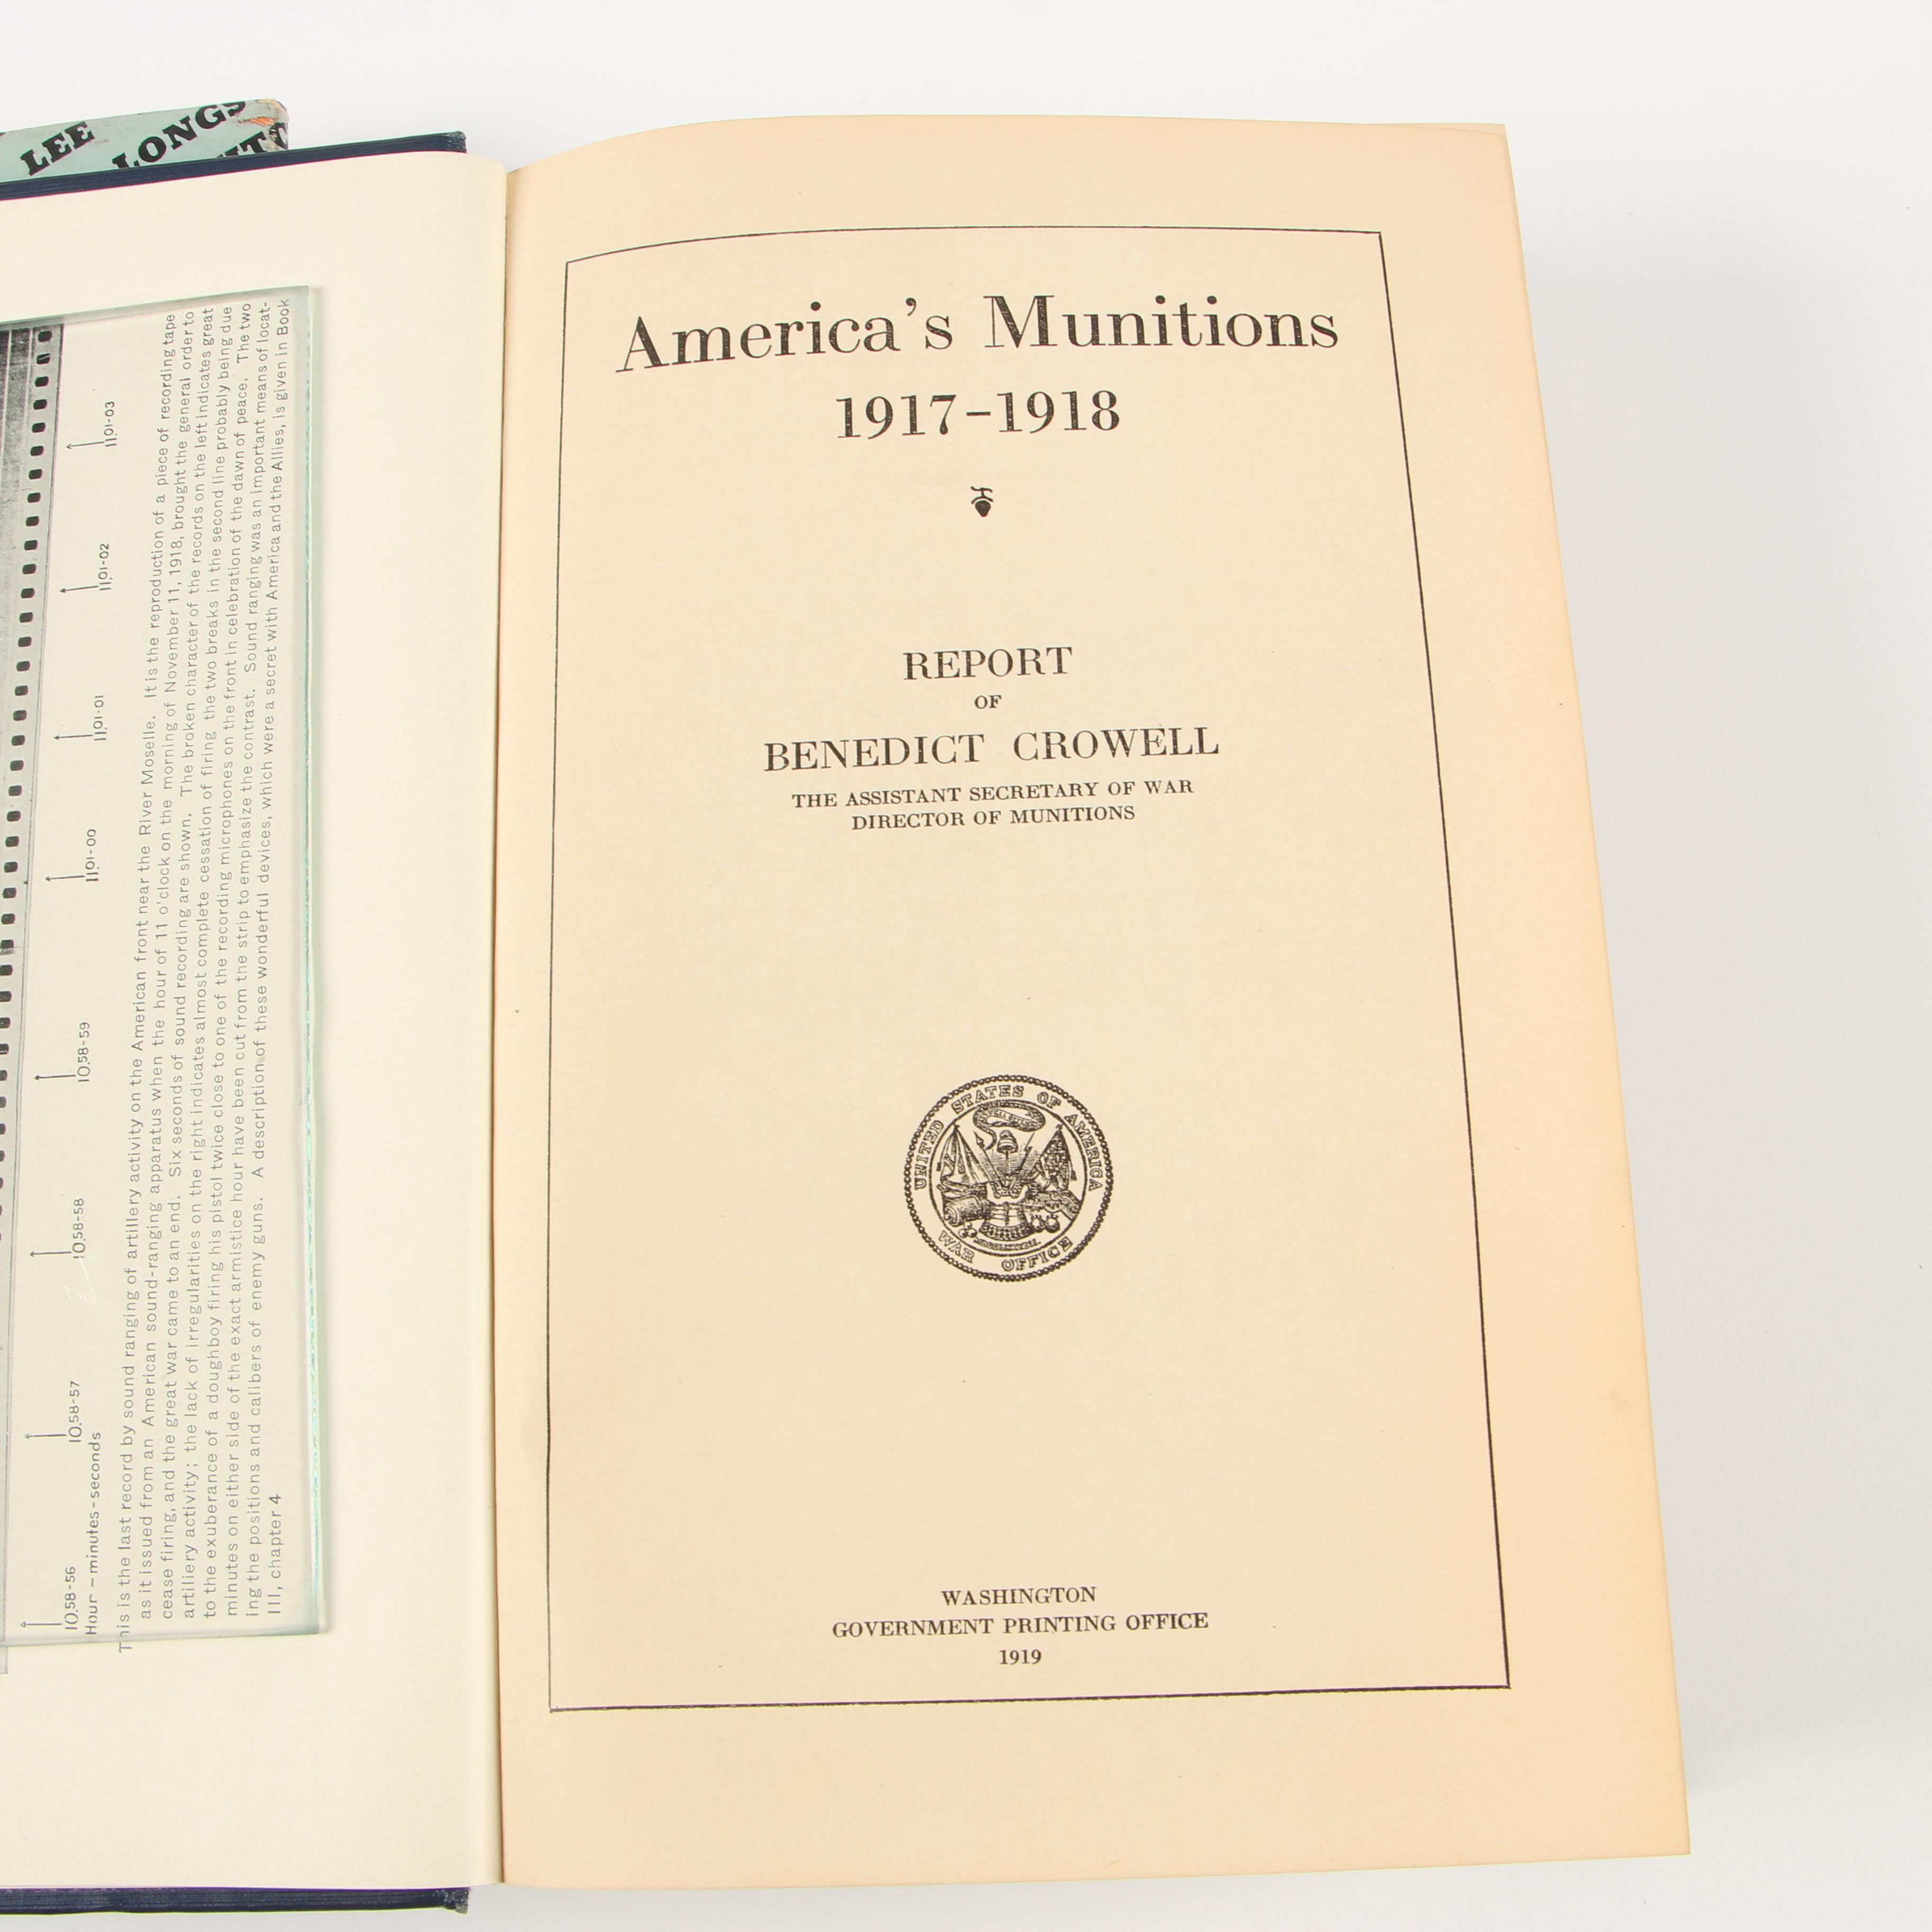 LEE
LONGS
11,01-03
11,01-02
11,01-01
11,01-00
10,58-59
10,58-58
10,58-57
10,58-56
Hour – minutes – seconds
This is the last record by sound ranging of artillery activity on the American front near the River Moselle. It is the reproduction of a piece of recording tape
as it issued from an American sound-ranging apparatus when the hour of 11 o'clock on the morning of November 11, 1918, brought the general order to
cease firing, and the great war came to an end. Six seconds of sound recording are shown. The broken character of the records on the left indicates great
artillery activity; the lack of irregularities on the right indicates almost complete cessation of firing the two breaks in the second line probably being due
to the exuberance of a doughboy firing his pistol twice close to one of the recording microphones on the front in celebration of the dawn of peace. The two
minutes on either side of the exact armistice hour have been cut from the strip to emphasize the contrast. Sound ranging was an important means of locat-
ing the positions and calibers of enemy guns. A description of these wonderful devices, which were a secret with America and the Allies, is given in Book
III, chapter 4
America's Munitions
1917-1918
REPORT
OF
BENEDICT CROWELL
THE ASSISTANT SECRETARY OF WAR
DIRECTOR OF MUNITIONS
UNITED STATES OF AMERICA
WAR OFFICE
WASHINGTON
GOVERNMENT PRINTING OFFICE
1919